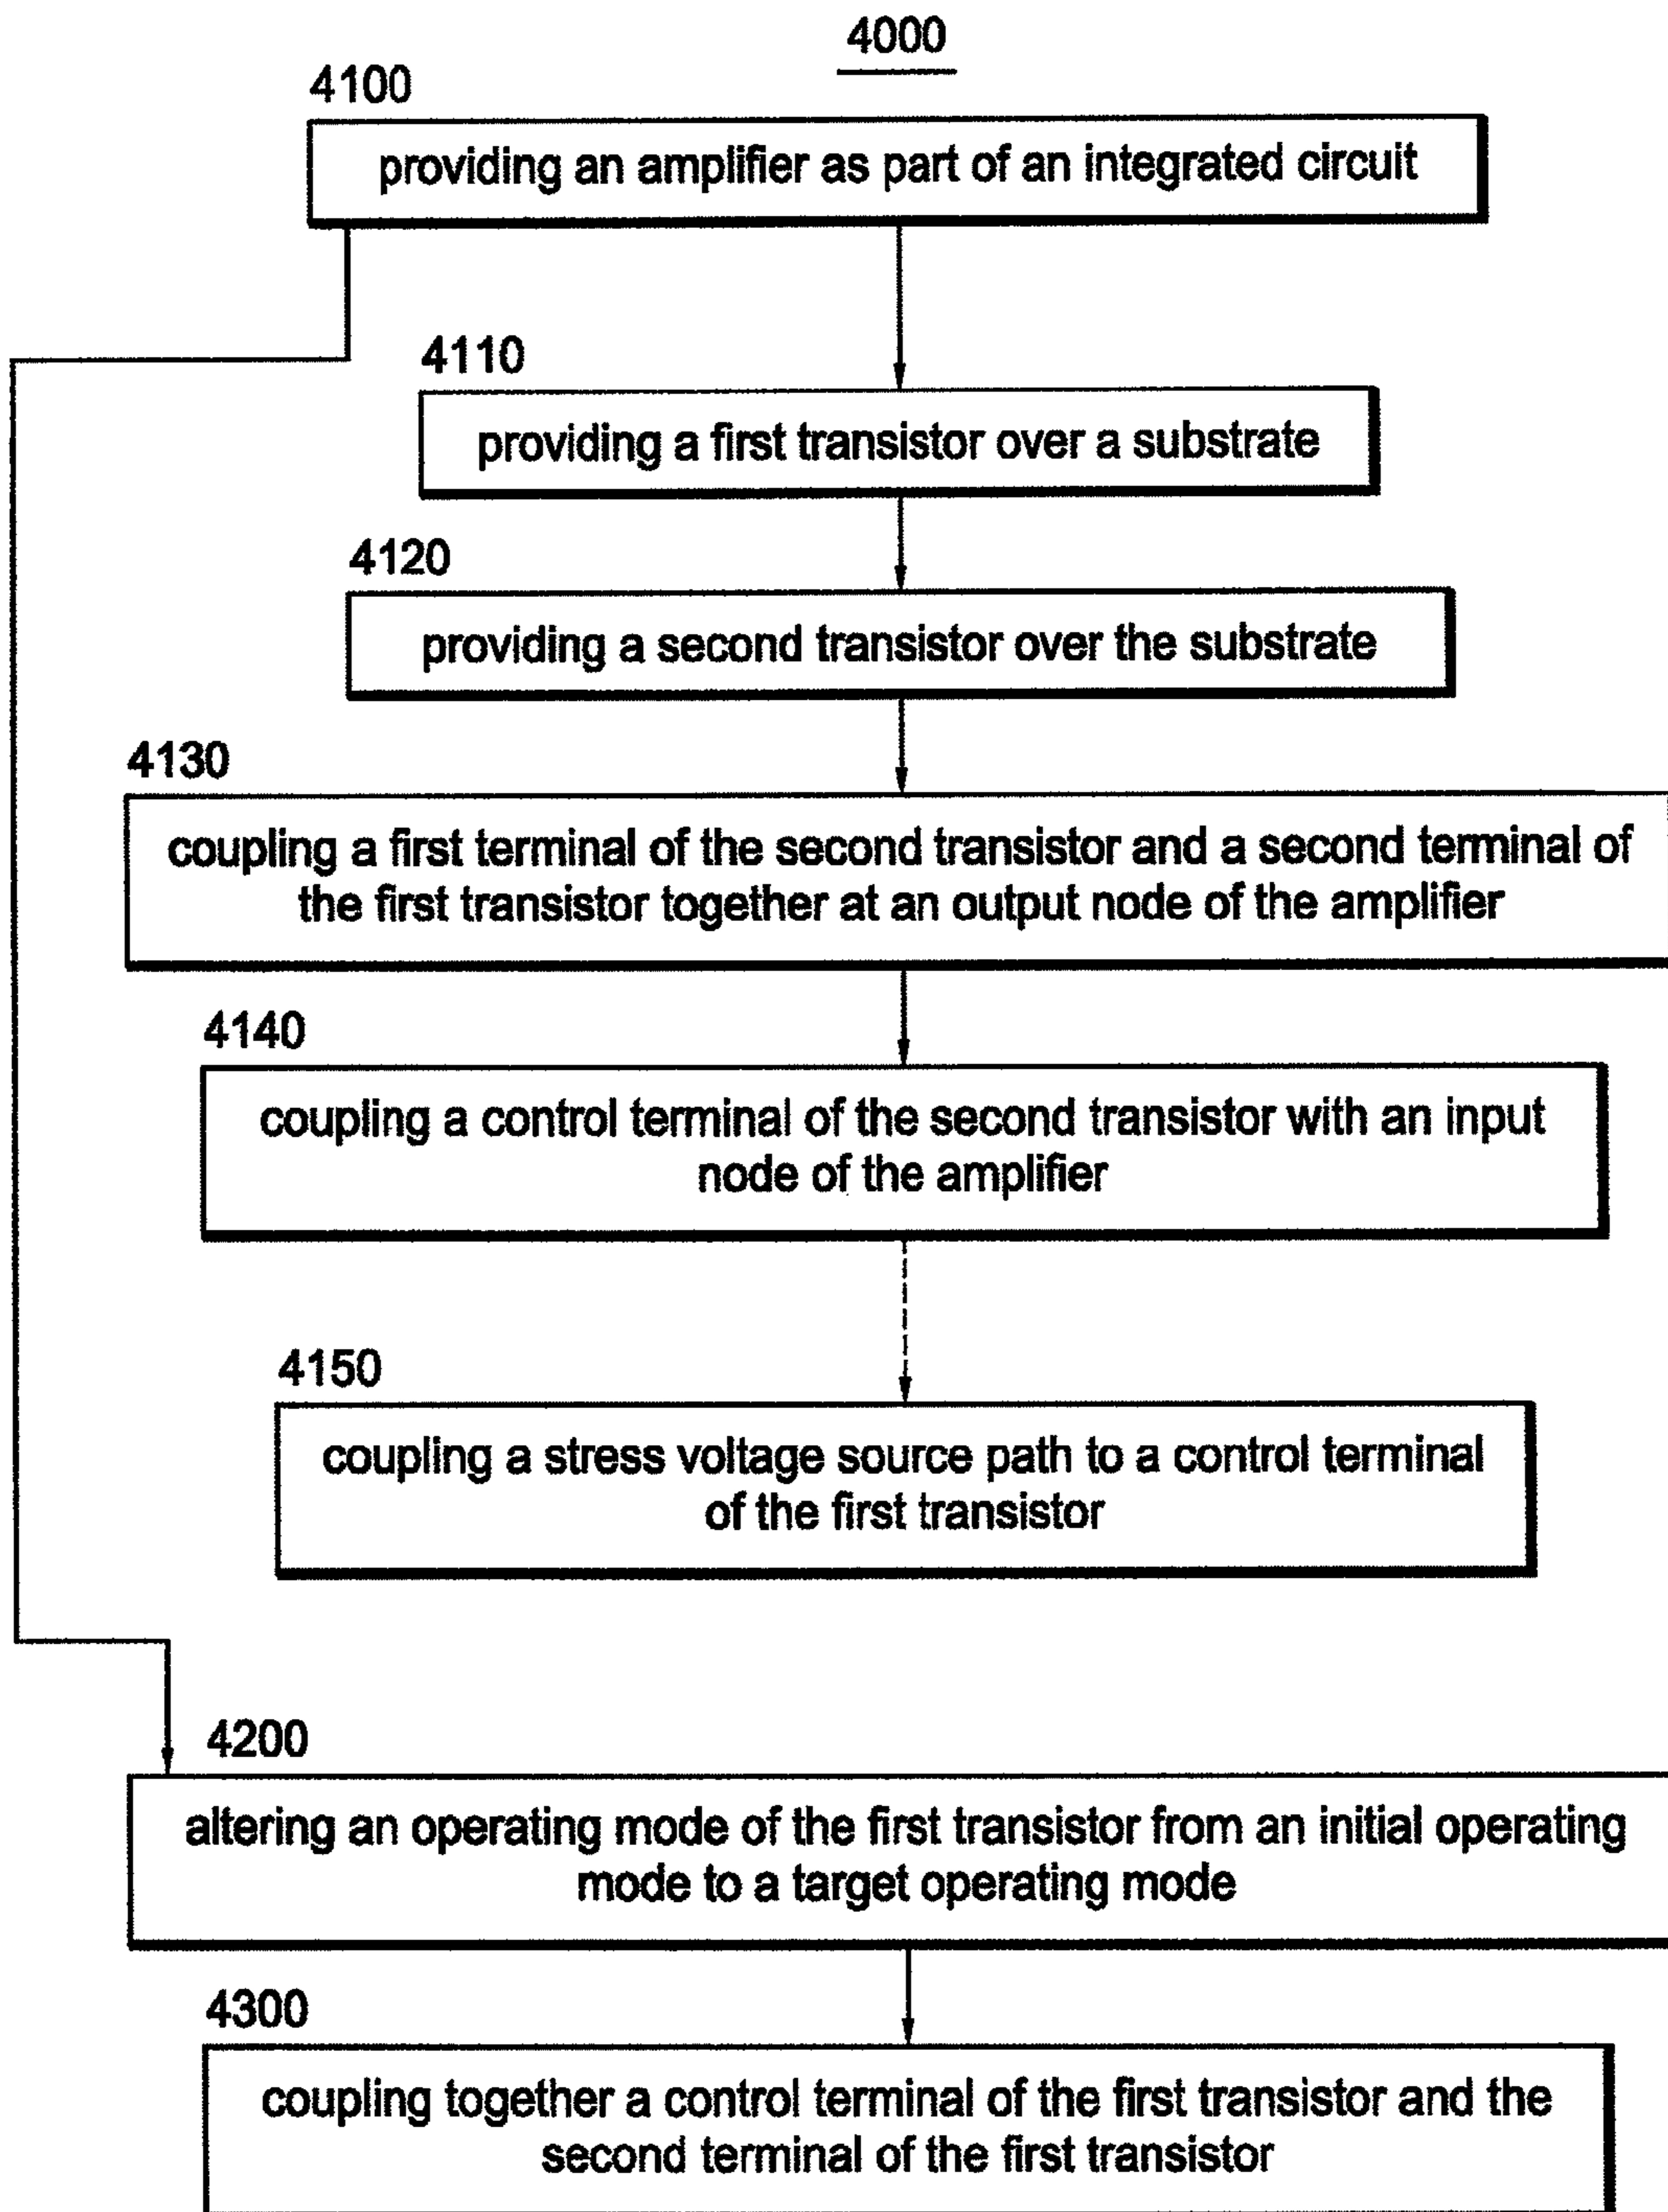 4000
4100
providing an amplifier as part of an integrated circuit
4110
providing a first transistor over a substrate
4120
providing a second transistor over the substrate
4130
coupling a first terminal of the second transistor and a second terminal of
the first transistor together at an output node of the amplifier
4140
coupling a control terminal of the second transistor with an input
node of the amplifier
4150
coupling a stress voltage source path to a control terminal
of the first transistor
4200
altering an operating mode of the first transistor from an initial operating
mode to a target operating mode
4300
coupling together a control terminal of the first transistor and the
second terminal of the first transistor